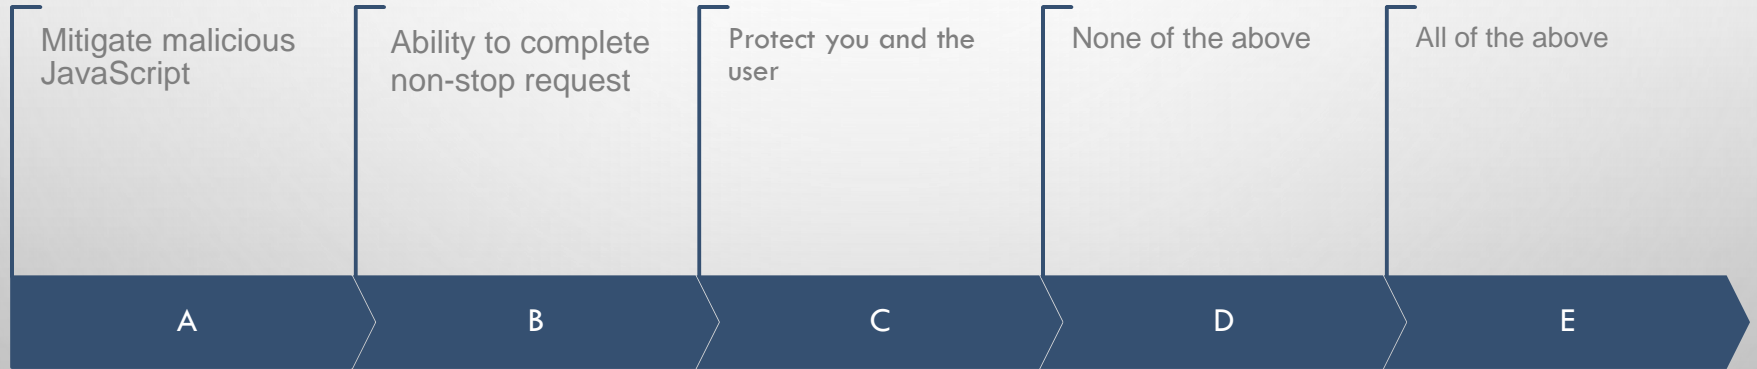 Mitigate malicious
JavaScript
Ability to complete
non-stop request
Protect you and the
user
None of the above
All of the above
A
B
C
D
E